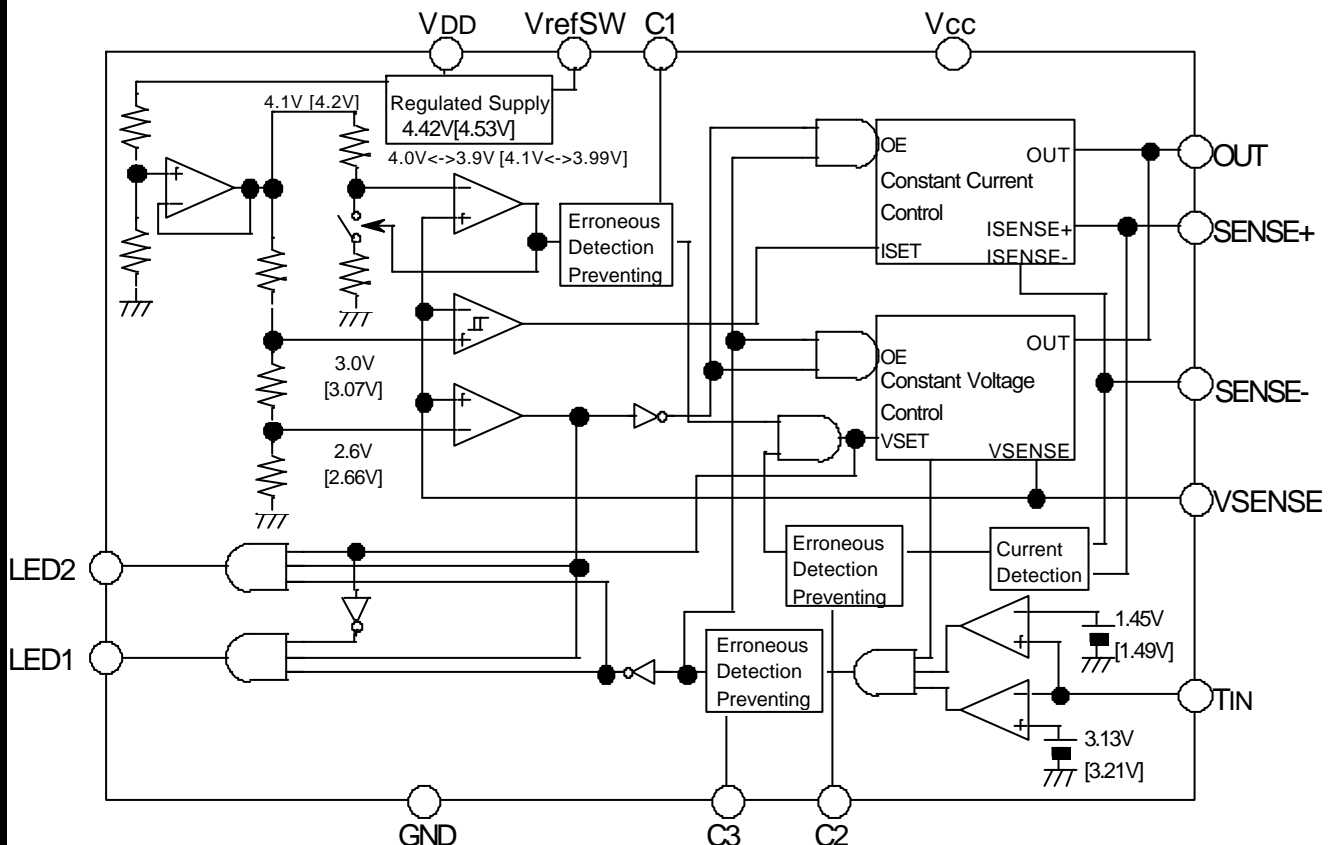 VDD
VrefSW
C1
Vcc
4.1V [4.2V]
Regulated Supply
4.42V[4.53V]
4.0V<->3.9V [4.1V<->3.99V]
+
-
-
+
Erroneous
Detection
Preventing
OE
OUT
Constant Current
Control
ISENSE+
ISET
ISENSE-
OUT
SENSE+
-
+
3.0V
[3.07V]
OE
OUT
Constant Voltage
Control
VSET
VSENSE
SENSE-
+
-
2.6V
[2.66V]
VSENSE
LED2
Erroneous
Detection
Preventing
Current
Detection
LED1
Erroneous
Detection
Preventing
-
+
1.45V
[1.49V]
TIN
-
+
3.13V
[3.21V]
GND
C3
C2